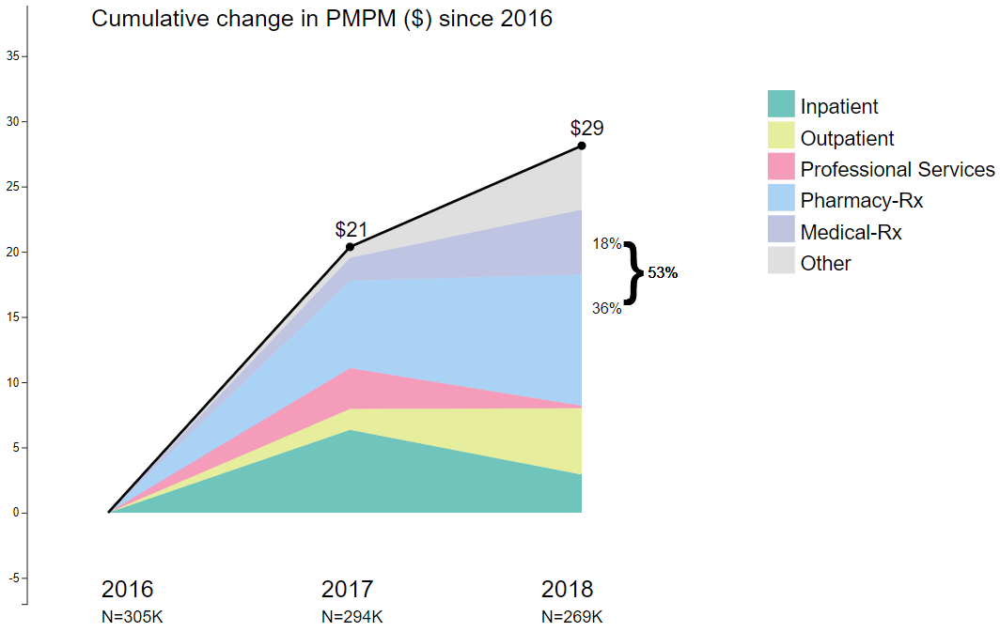 Cumulative change in PMPM ($) since 2016
35
30
25
20
15
10
5
0
-5
$21
$29
18%
53%
36%
Inpatient
Outpatient
Professional Services
Pharmacy-Rx
Medical-Rx
Other
2016
2017
2018
N=305K
N=294K
N=269K